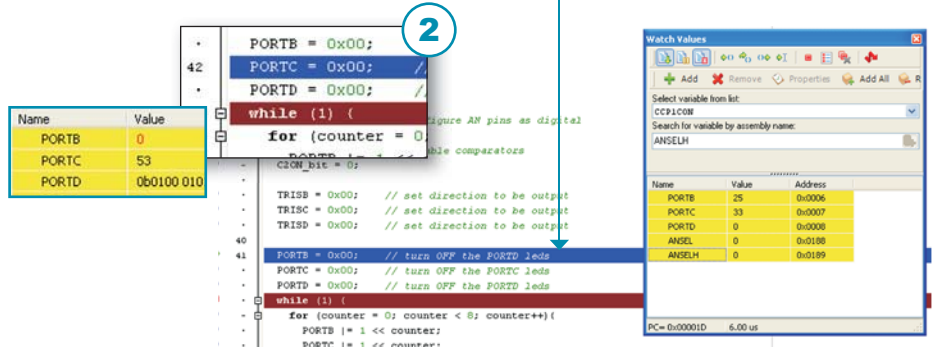 2
PORTB = 0x00;
42 PORTC = 0x00; //
PORTD = 0x00; //
while (1) {
for (counter = 0;
Name Value
PORTB 0
PORTC 53
PORTD 0b0100 010
figure AN pins as digital
ble comparators
C2ON_bit = 0;
TRISB = 0x00; // set direction to be output
TRISC = 0x00; // set direction to be output
TRISD = 0x00; // set direction to be output
40
41 PORTB = 0x00; // turn OFF the PORTD leds
PORTC = 0x00; // turn OFF the PORTC leds
PORTD = 0x00; // turn OFF the PORTD leds
while (1) {
for (counter = 0; counter < 8; counter++){
PORTB |= 1 << counter;
PORTC |= 1 << counter;
Watch Values
Add Remove Properties Add All R
Select variable from list:
CCP1CON
Search for variable by assembly name:
ANSELH
Name Value Address
PORTB 25 0x0006
PORTC 33 0x0007
PORTD 0 0x0008
ANSEL 0 0x0188
ANSELH 0 0x0189
PC= 0x00001D 6.00 us